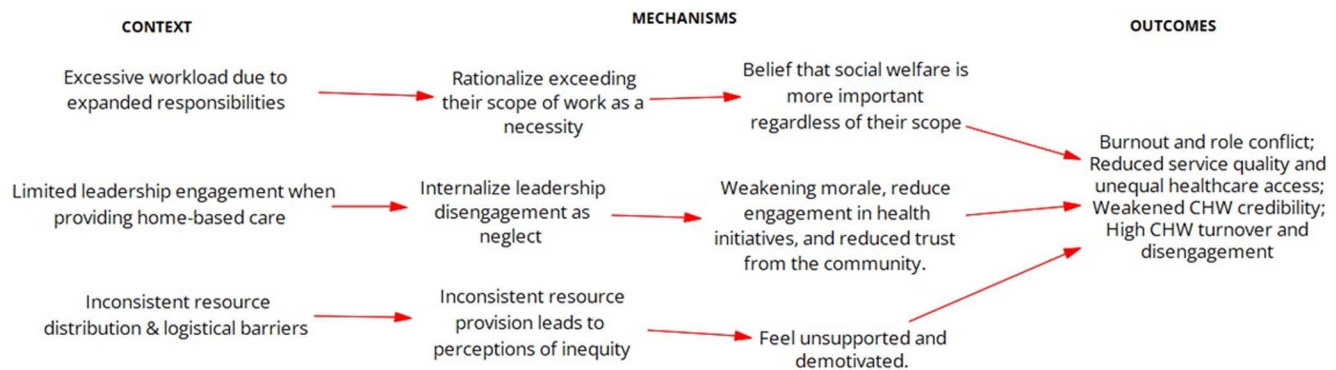 CONTEXT
MECHANISMS
OUTCOMES
Excessive workload due to
expanded responsibilities
Rationalize exceeding
their scope of work as a
necessity
Belief that social welfare is
more important
regardless of their scope
Limited leadership engagement when
providing home-based care
Internalize leadership
disengagement as
neglect
Weakening morale, reduce
engagement in health
initiatives, and reduced trust
from the community.
Inconsistent resource
distribution & logistical barriers
Inconsistent resource
provision leads to
perceptions of inequity
Feel unsupported and
demotivated.
Burnout and role conflict;
Reduced service quality and
unequal healthcare access;
Weakened CHW credibility;
High CHW turnover and
disengagement